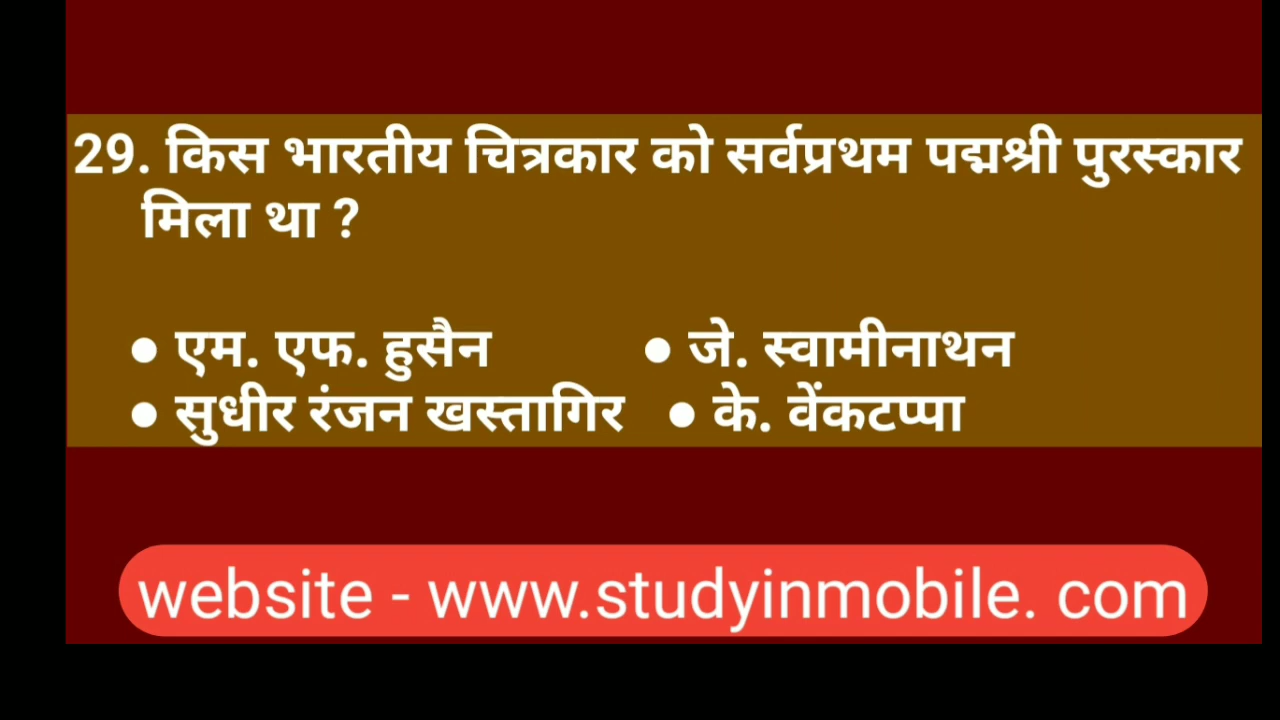 29. किस भारतीय चित्रकार को सर्वप्रथम पद्मश्री पुरस्कार
मिला था ?
● एम. एफ. हुसैन ● जे. स्वामीनाथन
● सुधीर रंजन खस्तागिर ● के. वेंकटप्पा
website - www.studyinmobile. com